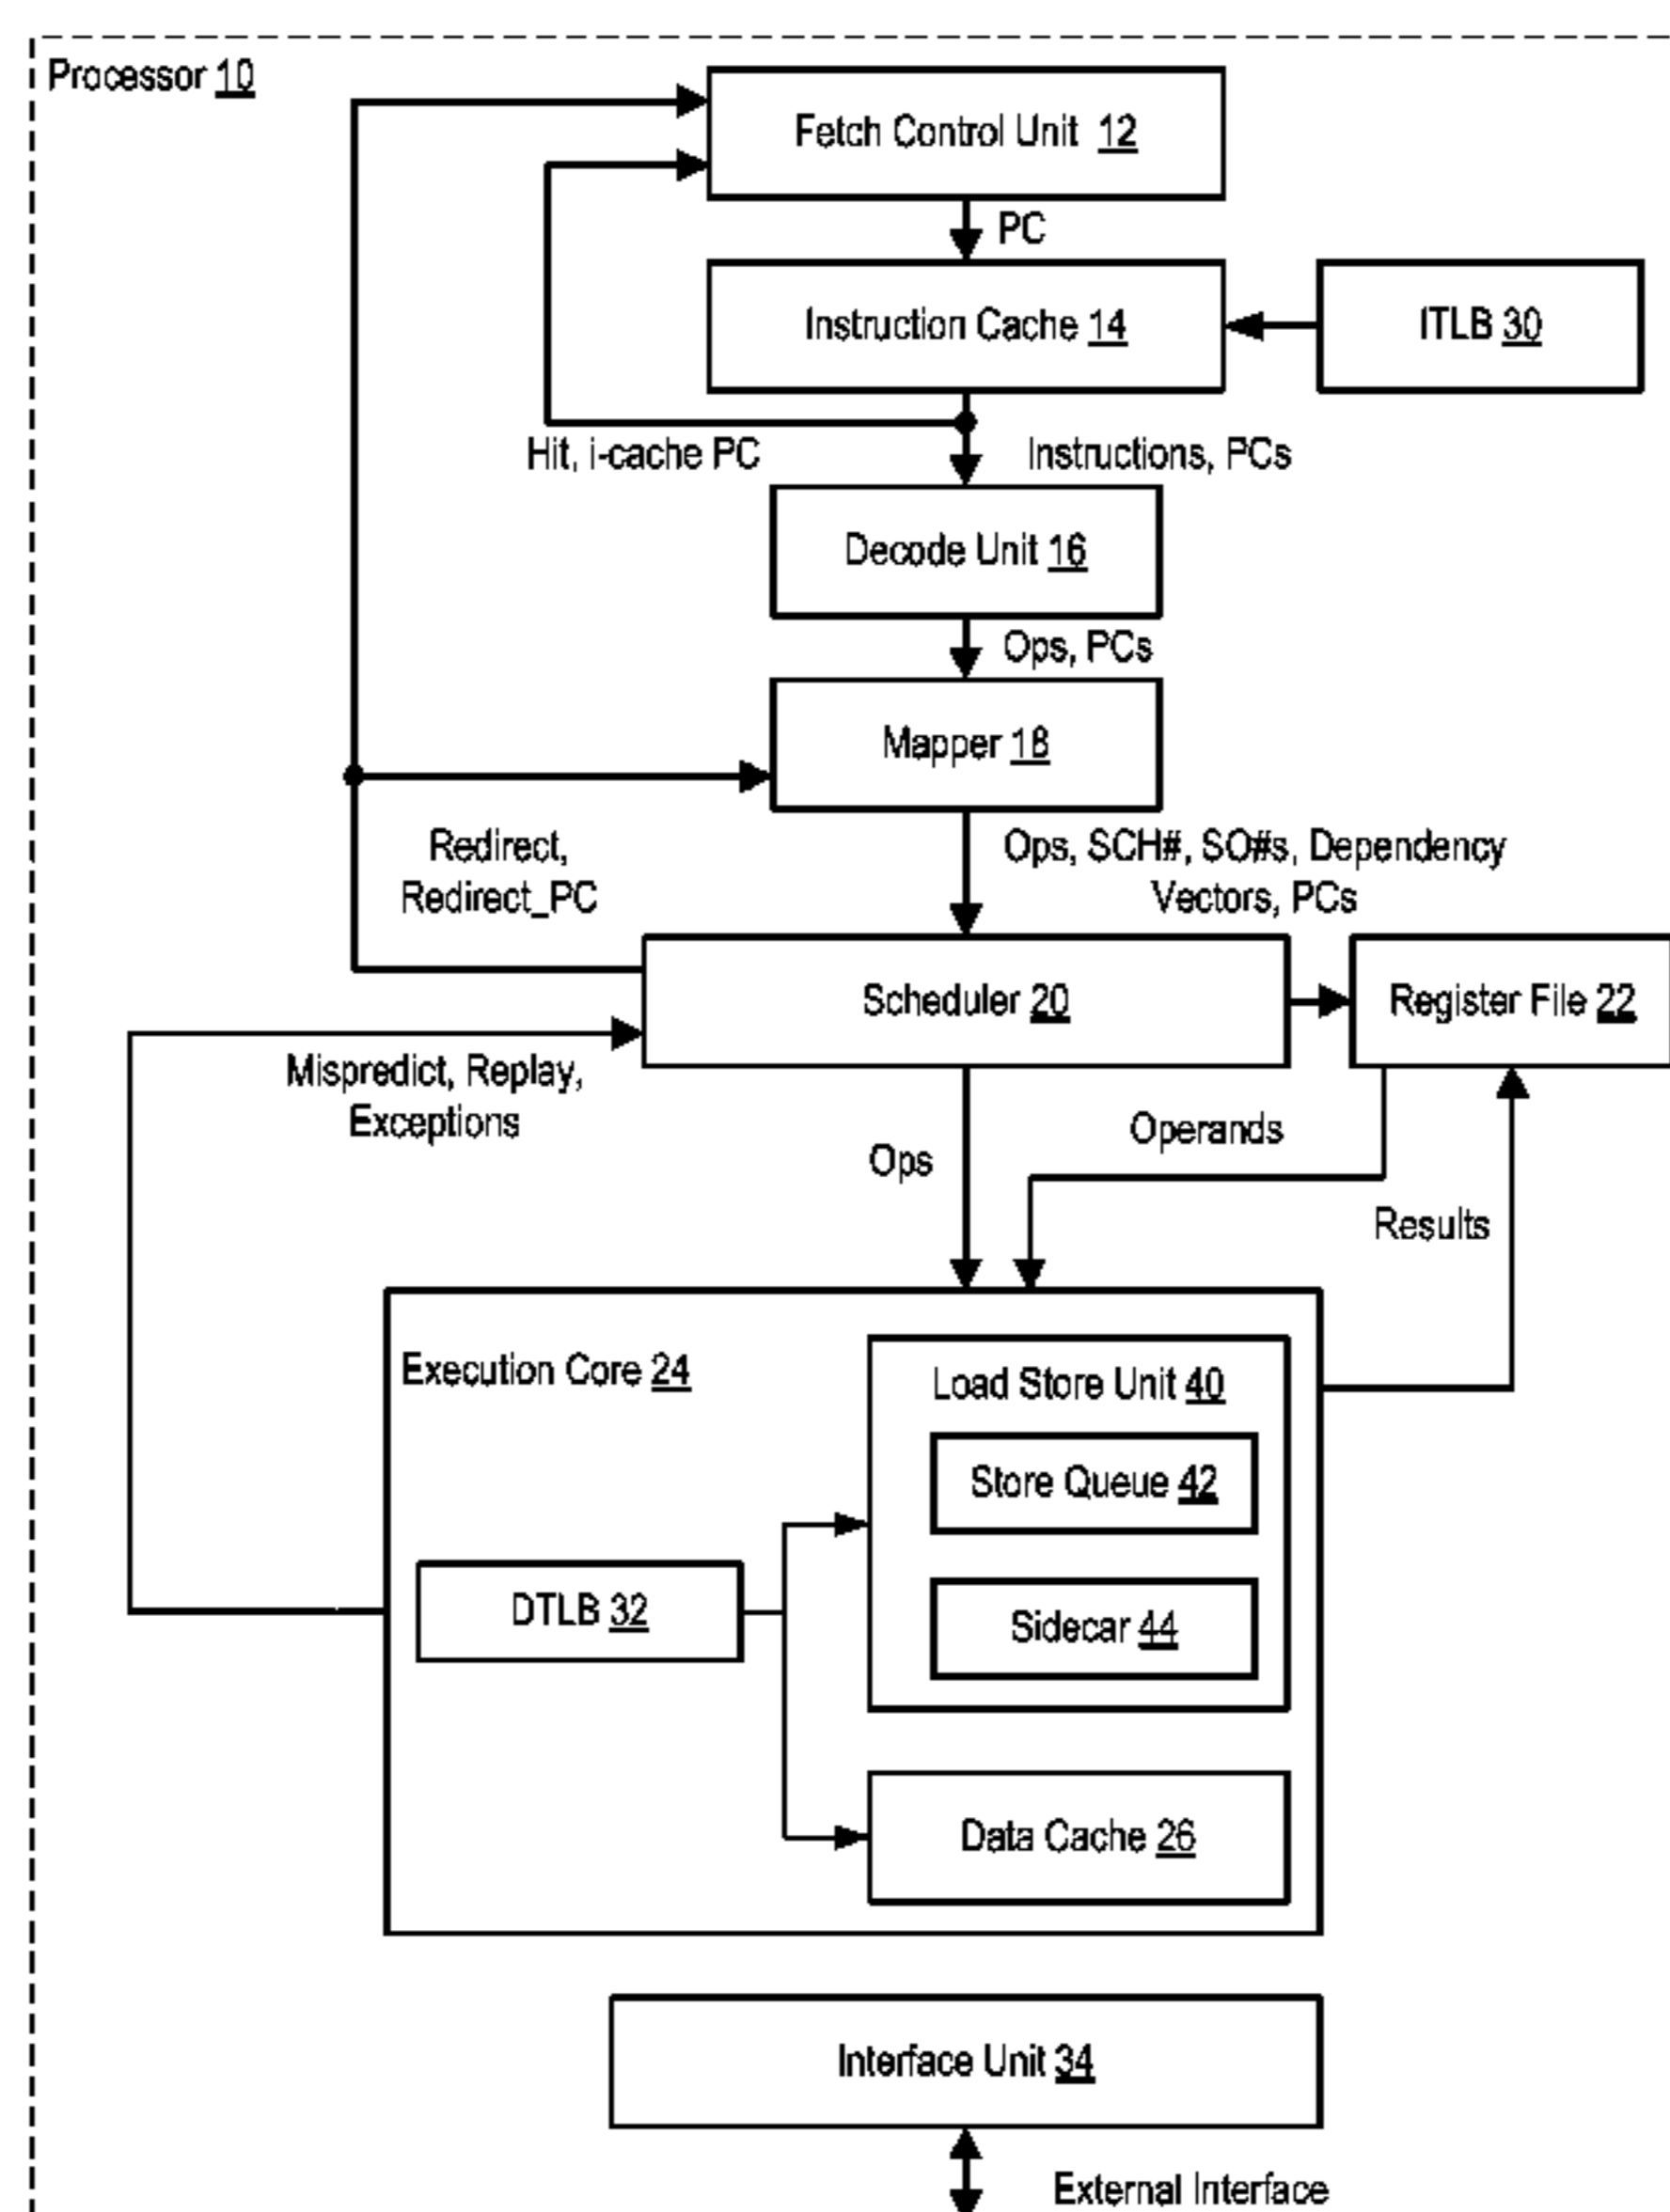 Processor 10
Fetch Control Unit 12
PC
Instruction Cache 14
ITLB 30
Hit, i-cache PC
Instructions, PCs
Decode Unit 16
Ops, PCs
Mapper 18
Redirect,
Redirect_PC
Ops, SCH#, SO#s, Dependency
Vectors, PCs
Scheduler 20
Register File 22
Mispredict, Replay,
Exceptions
Operands
Ops
Results
Execution Core 24
Load Store Unit 40
Store Queue 42
DTLB 32
Sidecar 44
Data Cache 26
Interface Unit 34
External Interface